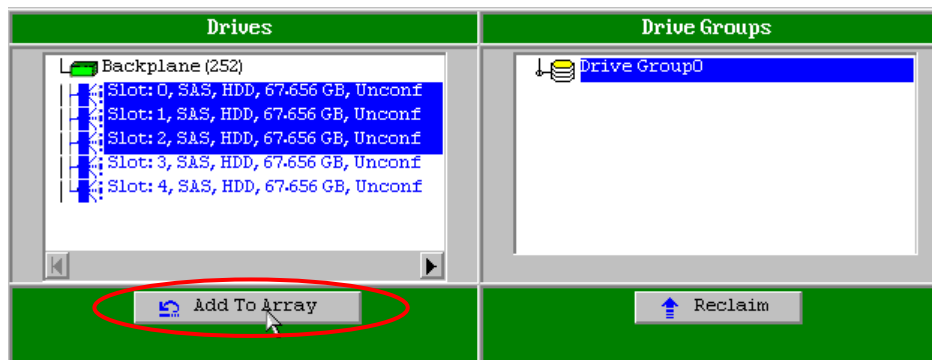 Drives
Drive Groups
Backplane (252)
Slot: 0, SAS, HDD, 67.656 GB, Unconf
Slot: 1, SAS, HDD, 67.656 GB, Unconf
Slot: 2, SAS, HDD, 67.656 GB, Unconf
Slot: 3, SAS, HDD, 67.656 GB, Unconf
Slot: 4, SAS, HDD, 67.656 GB, Unconf
Drive Group0
Add To Array
Reclaim